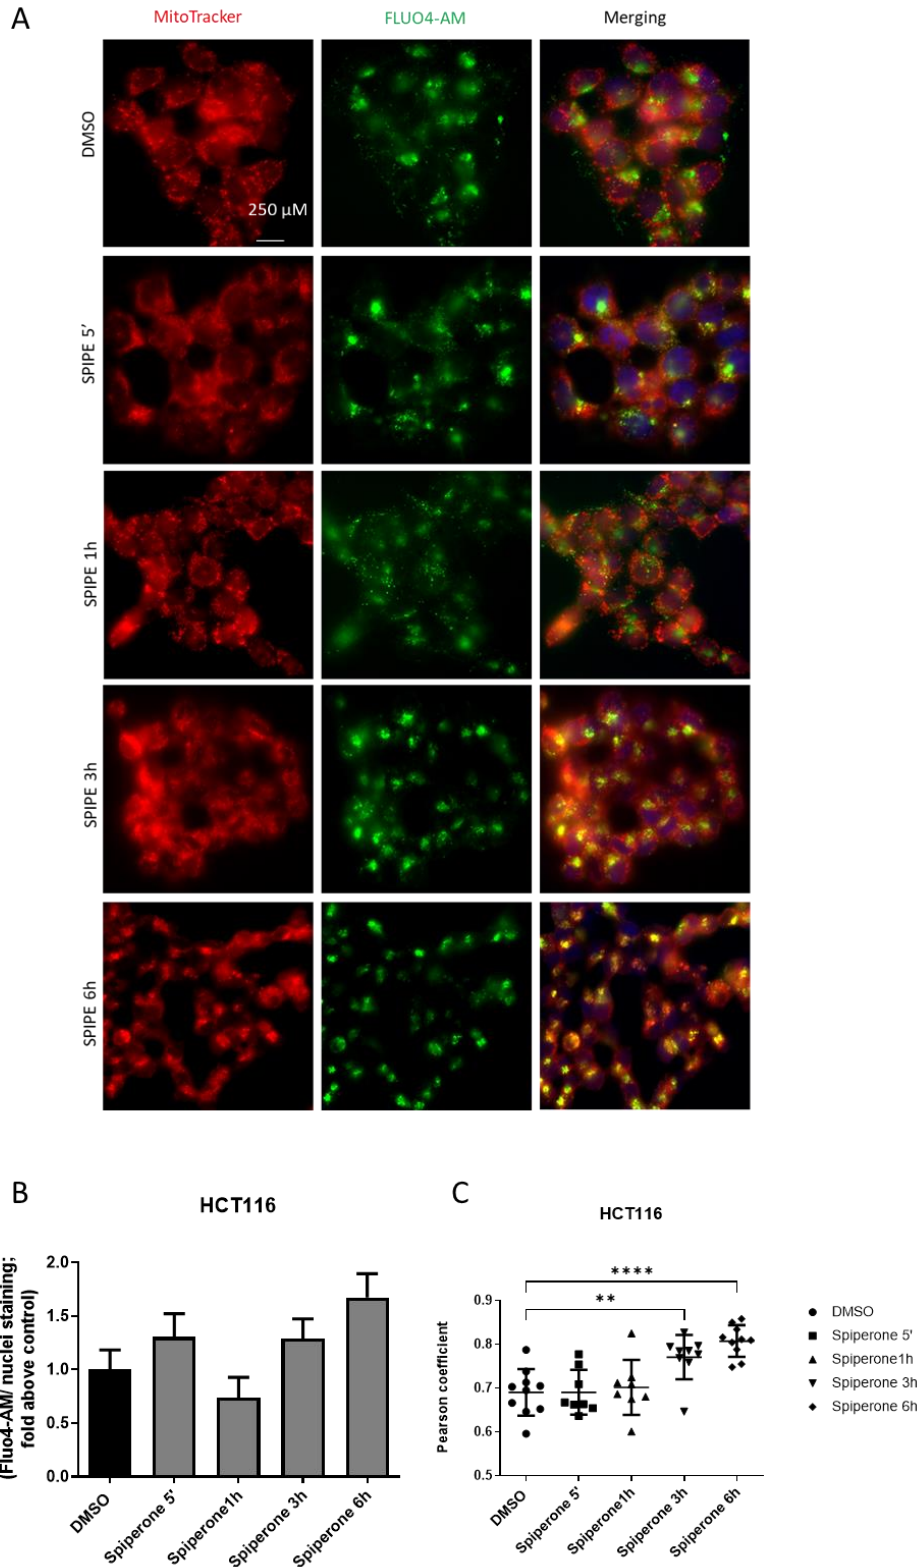 A
MitoTracker
FLUO4-AM
Merging
DMSO
250 µM
SPIPE 5'
SPIPE 1h
SPIPE 3h
SPIPE 6h
B
HCT116
(Fluo4-AM/ nuclei staining;
fold above control)
2.0
1.5
1.0
0.5
0.0
DMSO
Spiperone 5'
Spiperone1h
Spiperone 3h
Spiperone 6h
C
HCT116
****
**
Pearson coefficient
0.9
0.8
0.7
0.6
0.5
DMSO
Spiperone 5'
Spiperone1h
Spiperone 3h
Spiperone 6h
DMSO
Spiperone 5'
Spiperone1h
Spiperone 3h
Spiperone 6h